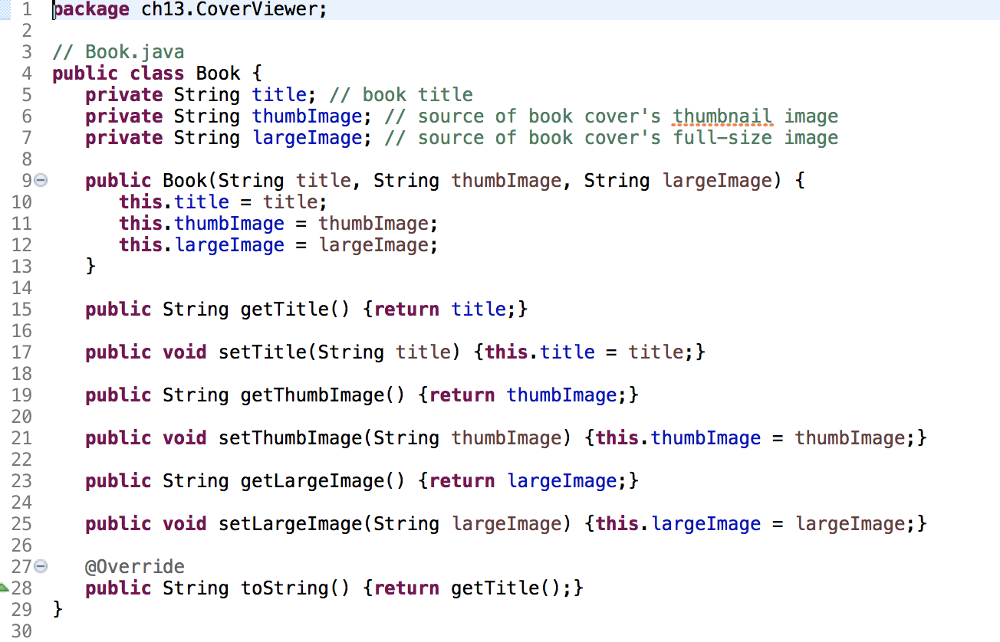 1 package ch13.CoverViewer;
2
3 // Book.java
4 public class Book {
5    private String title; // book title
6    private String thumbImage; // source of book cover's thumbnail image
7    private String largeImage; // source of book cover's full-size image
8
9    public Book(String title, String thumbImage, String largeImage) {
10      this.title = title;
11      this.thumbImage = thumbImage;
12      this.largeImage = largeImage;
13   }
14
15   public String getTitle() {return title;}
16
17   public void setTitle(String title) {this.title = title;}
18
19   public String getThumbImage() {return thumbImage;}
20
21   public void setThumbImage(String thumbImage) {this.thumbImage = thumbImage;}
22
23   public String getLargeImage() {return largeImage;}
24
25   public void setLargeImage(String largeImage) {this.largeImage = largeImage;}
26
27   @Override
28   public String toString() {return getTitle();}
29 }
30